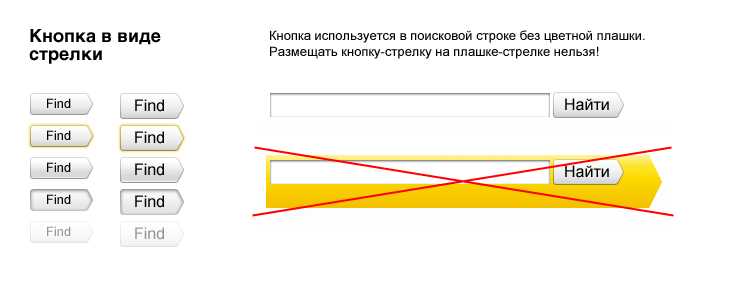 Кнопка в виде
стрелки
Кнопка используется в поисковой строке без цветной плашки.
Размещать кнопку-стрелку на плашке-стрелке нельзя!
Find Find
Find Find
Find Find
Find Find
Find Find
Найти
Найти